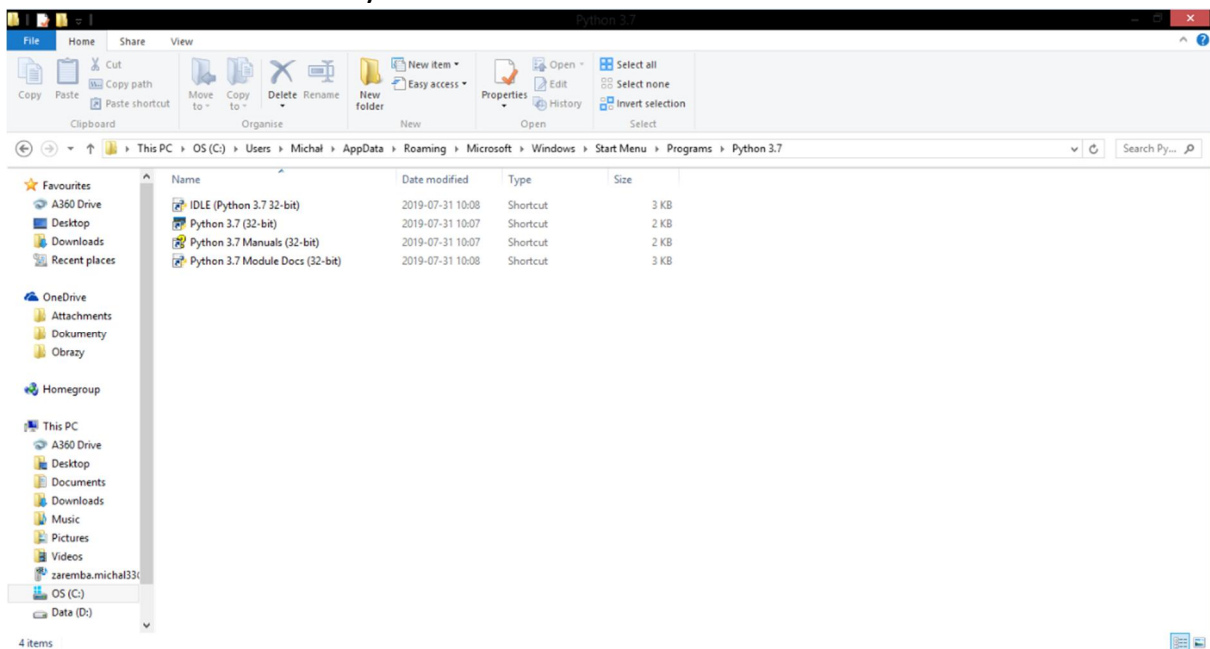 Python 3.7
File Home Share View
Copy
Paste
Cut
Copy path
Paste shortcut
Clipboard
Move to
Copy to
Delete
Rename
Organise
New folder
New item
Easy access
New
Properties
Open
Edit
History
Open
Select all
Select none
Invert selection
Select
This PC OS (C:) Users Michał AppData Roaming Microsoft Windows Start Menu Programs Python 3.7
Search Py...
Favourites
A360 Drive
Desktop
Downloads
Recent places
OneDrive
Attachments
Dokumenty
Obrazy
Homegroup
This PC
A360 Drive
Desktop
Documents
Downloads
Music
Pictures
Videos
zaremba.michal33
OS (C:)
Data (D:)
Name Date modified Type Size
IDLE (Python 3.7 32-bit) 2019-07-31 10:08 Shortcut 3 KB
Python 3.7 (32-bit) 2019-07-31 10:07 Shortcut 2 KB
Python 3.7 Manuals (32-bit) 2019-07-31 10:07 Shortcut 2 KB
Python 3.7 Module Docs (32-bit) 2019-07-31 10:08 Shortcut 3 KB
4 items